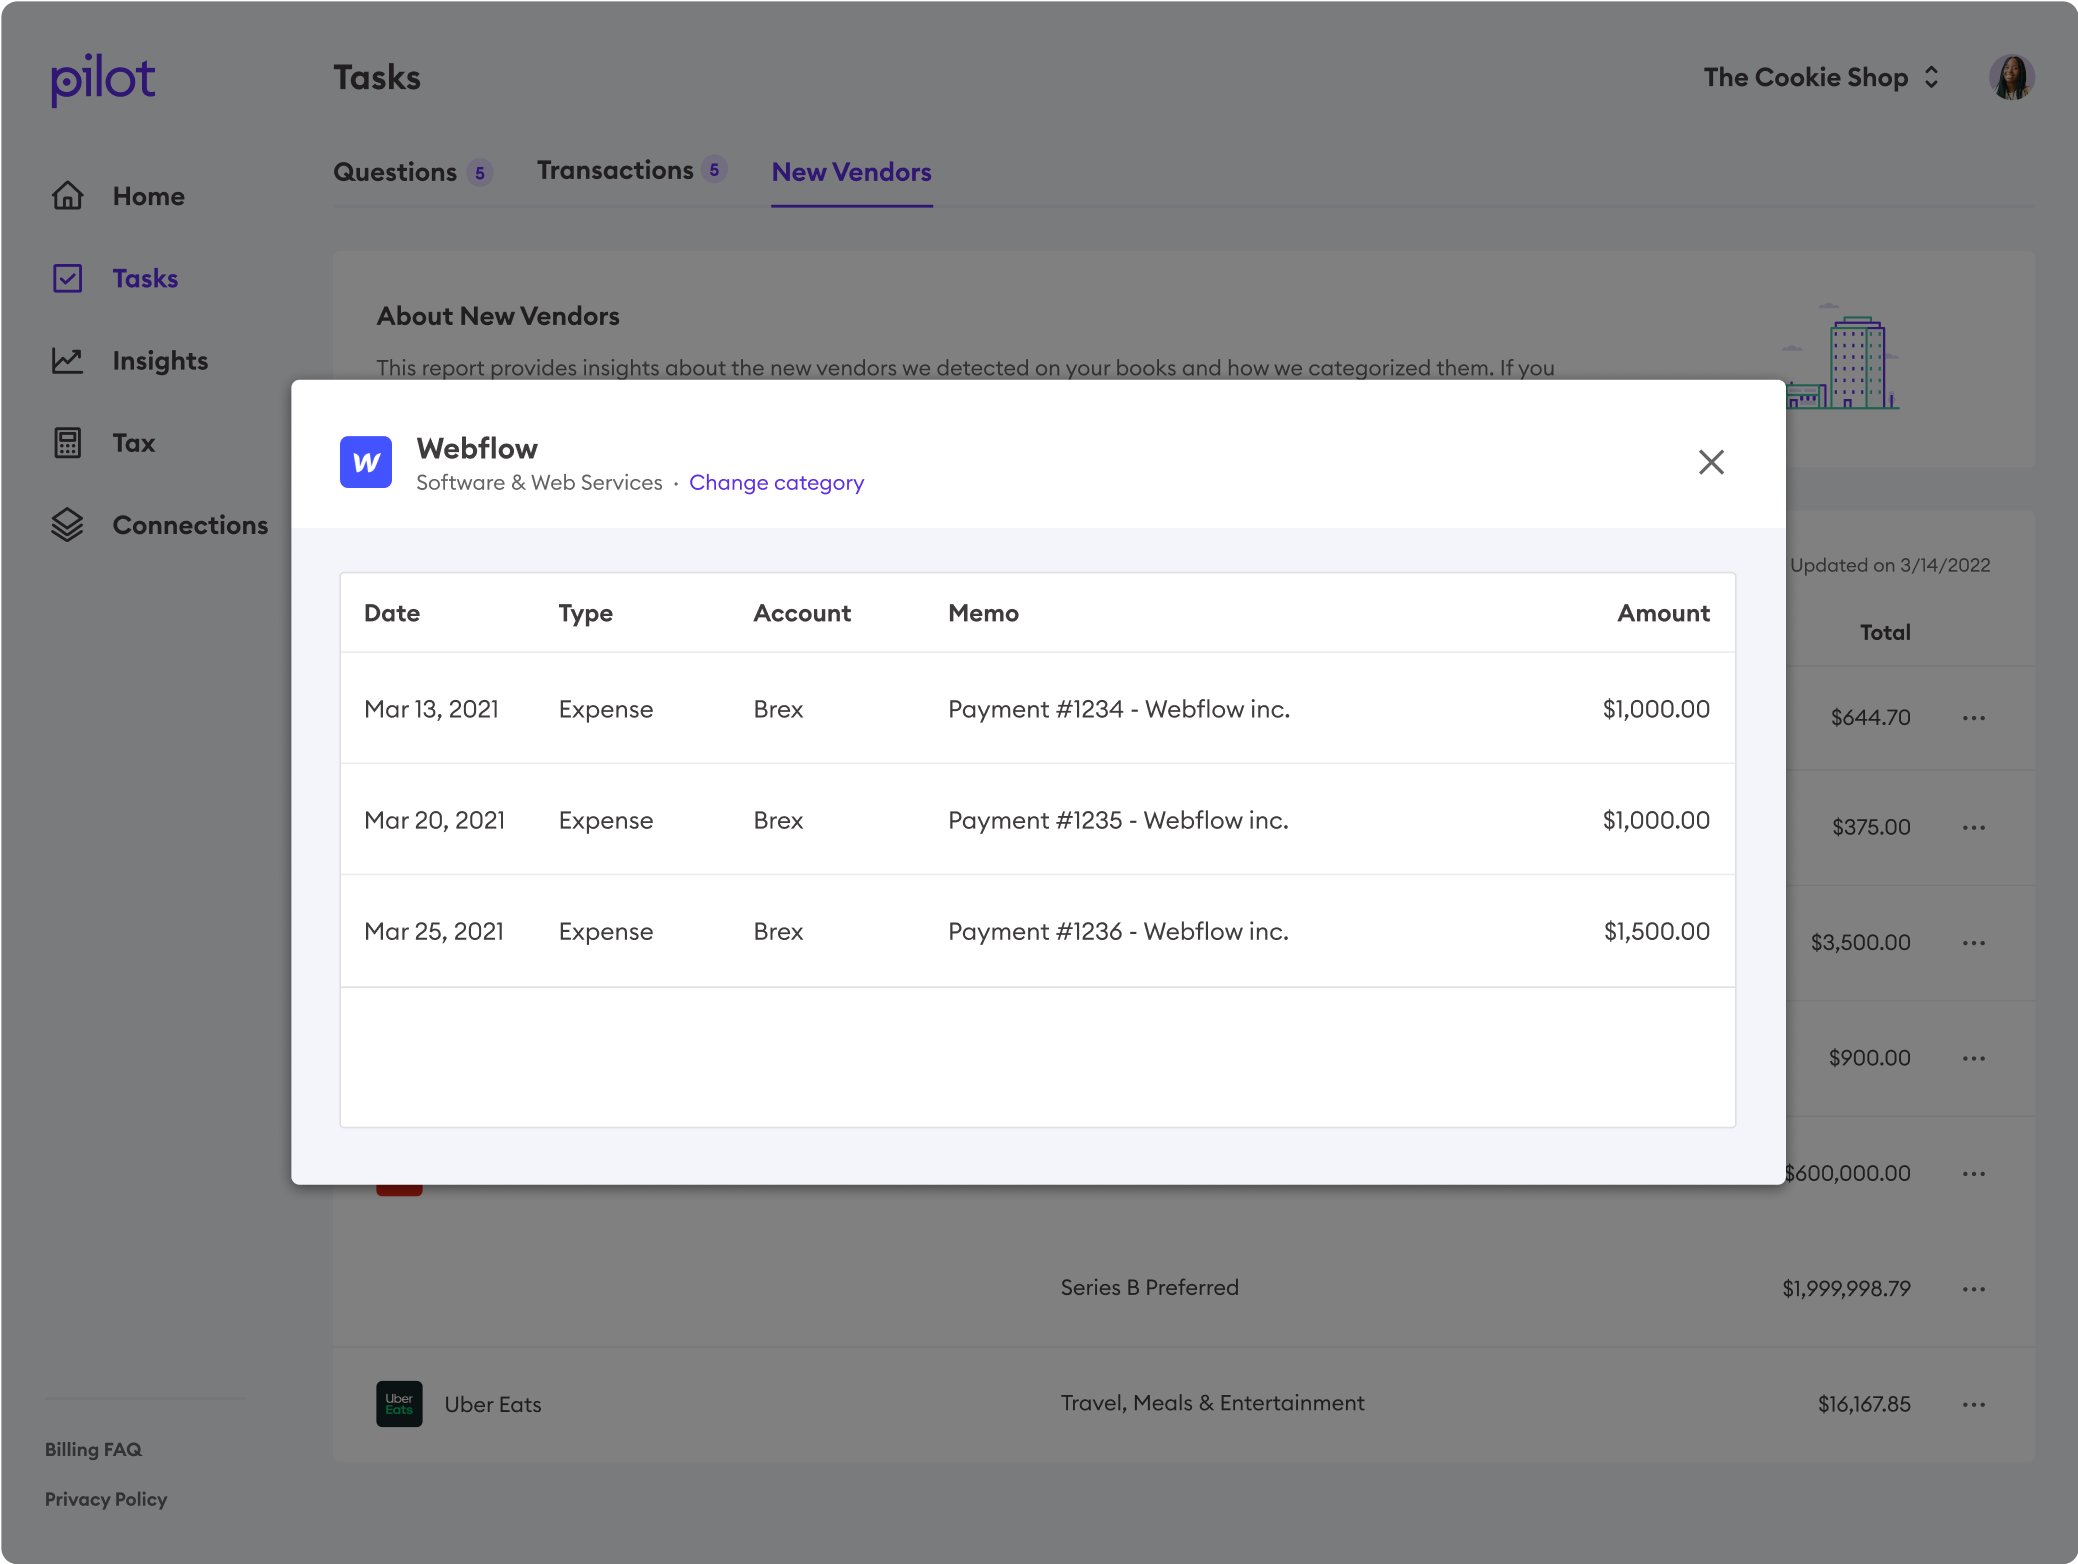 pilot
Tasks
The Cookie Shop
Questions 5 Transactions 5 New Vendors
Home
Tasks
Insights
Tax
Connections
About New Vendors
This report provides insights about the new vendors we detected on your books and how we categorized them. If you
W
Webflow
Software & Web Services · Change category
Updated on 3/14/2022
Date Type Account Memo Amount
Total
Mar 13, 2021 Expense Brex Payment #1234 - Webflow inc. $1,000.00
$644.70 ...
Mar 20, 2021 Expense Brex Payment #1235 - Webflow inc. $1,000.00
$375.00 ...
Mar 25, 2021 Expense Brex Payment #1236 - Webflow inc. $1,500.00
$3,500.00 ...
$900.00 ...
$600,000.00 ...
Series B Preferred $1,999,998.79 ...
Uber
Eats
Uber Eats Travel, Meals & Entertainment $16,167.85 ...
Billing FAQ
Privacy Policy